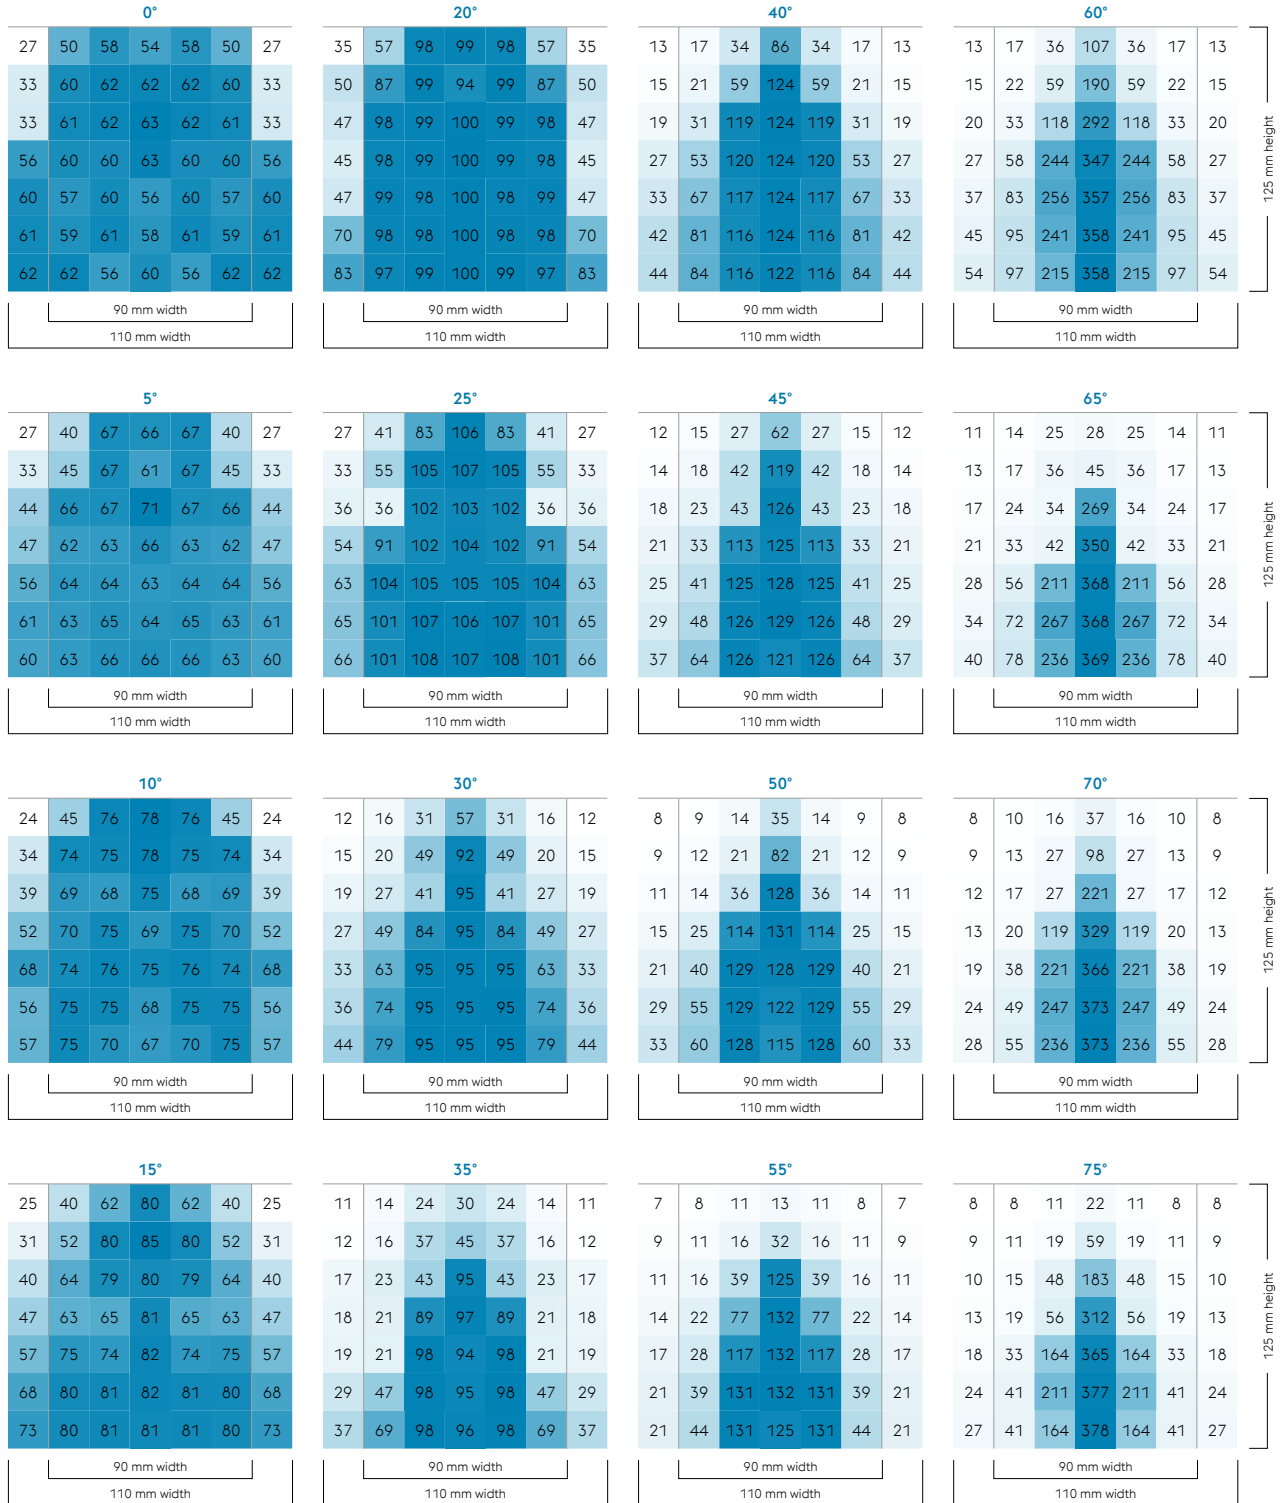 0° 20° 40° 60°
27 50 58 54 58 50 27 35 57 98 99 98 57 35 13 17 34 86 34 17 13 13 17 36 107 36 17 13
33 60 62 62 62 60 33 50 87 99 94 99 87 50 15 21 59 124 59 21 15 15 22 59 190 59 22 15
33 61 62 63 62 61 33 47 98 99 100 99 98 47 19 31 119 124 119 31 19 20 33 118 292 118 33 20
56 60 60 63 60 60 56 45 98 99 100 99 98 45 27 53 120 124 120 53 27 27 58 244 347 244 58 27
60 57 60 56 60 57 60 47 99 98 100 98 99 47 33 67 117 124 117 67 33 37 83 256 357 256 83 37
61 59 61 58 61 59 61 70 98 98 100 98 98 70 42 81 116 124 116 81 42 45 95 241 358 241 95 45
62 62 56 60 56 62 62 83 97 99 100 99 97 83 44 84 116 122 116 84 44 54 97 215 358 215 97 54
125 mm height
90 mm width 90 mm width 90 mm width 90 mm width
110 mm width 110 mm width 110 mm width 110 mm width
5° 25° 45° 65°
27 40 67 66 67 40 27 27 41 83 106 83 41 27 12 15 27 62 27 15 12 11 14 25 28 25 14 11
33 45 67 61 67 45 33 33 55 105 107 105 55 33 14 18 42 119 42 18 14 13 17 36 45 36 17 13
44 66 67 71 67 66 44 36 36 102 103 102 36 36 18 23 43 126 43 23 18 17 24 34 269 34 24 17
47 62 63 66 63 62 47 54 91 102 104 102 91 54 21 33 113 125 113 33 21 21 33 42 350 42 33 21
56 64 64 63 64 64 56 63 104 105 105 105 104 63 25 41 125 128 125 41 25 28 56 211 368 211 56 28
61 63 65 64 65 63 61 65 101 107 106 107 101 65 29 48 126 129 126 48 29 34 72 267 368 267 72 34
60 63 66 66 66 63 60 66 101 108 107 108 101 66 37 64 126 121 126 64 37 40 78 236 369 236 78 40
125 mm height
90 mm width 90 mm width 90 mm width 90 mm width
110 mm width 110 mm width 110 mm width 110 mm width
10° 30° 50° 70°
24 45 76 78 76 45 24 12 16 31 57 31 16 12 8 9 14 35 14 9 8 8 10 16 37 16 10 8
34 74 75 78 75 74 34 15 20 49 92 49 20 15 9 12 21 82 21 12 9 9 13 27 98 27 13 9
39 69 68 75 68 69 39 19 27 41 95 41 27 19 11 14 36 128 36 14 11 12 17 27 221 27 17 12
52 70 75 69 75 70 52 27 49 84 95 84 49 27 15 25 114 131 114 25 15 13 20 119 329 119 20 13
68 74 76 75 76 74 68 33 63 95 95 95 63 33 21 40 129 128 129 40 21 19 38 221 366 221 38 19
56 75 75 68 75 75 56 36 74 95 95 95 74 36 29 55 129 122 129 55 29 24 49 247 373 247 49 24
57 75 70 67 70 75 57 44 79 95 95 95 79 44 33 60 128 115 128 60 33 28 55 236 373 236 55 28
125 mm height
90 mm width 90 mm width 90 mm width 90 mm width
110 mm width 110 mm width 110 mm width 110 mm width
15° 35° 55° 75°
25 40 62 80 62 40 25 11 14 24 30 24 14 11 7 8 11 13 11 8 7 8 8 11 22 11 8 8
31 52 80 85 80 52 31 12 16 37 45 37 16 12 9 11 16 32 16 11 9 9 11 19 59 19 11 9
40 64 79 80 79 64 40 17 23 43 95 43 23 17 11 16 39 125 39 16 11 10 15 48 183 48 15 10
47 63 65 81 65 63 47 18 21 89 97 89 21 18 14 22 77 132 77 22 14 13 19 56 312 56 19 13
57 75 74 82 74 75 57 19 21 98 94 98 21 19 17 28 117 132 117 28 17 18 33 164 365 164 33 18
68 80 81 82 81 80 68 29 47 98 95 98 47 29 21 39 131 132 131 39 21 24 41 211 377 211 41 24
73 80 81 81 81 80 73 37 69 98 96 98 69 37 21 44 131 125 131 44 21 27 41 164 378 164 41 27
125 mm height
90 mm width 90 mm width 90 mm width 90 mm width
110 mm width 110 mm width 110 mm width 110 mm width